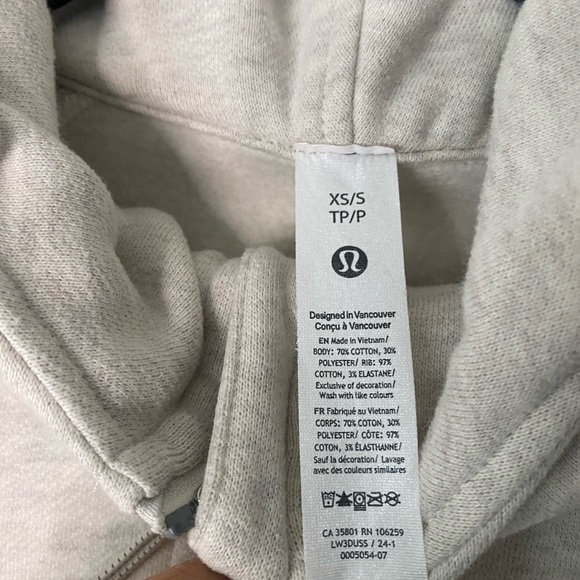 XS/S
TP/P
Designed in Vancouver
Conçu à Vancouver
EN Made in Vietnam/
BODY: 70% COTTON, 30%
POLYESTER/ RIB: 97%
COTTON, 3% ELASTANE/
Exclusive of decoration/
Wash with like colours
FR Fabriqué au Vietnam/
CORPS: 70% COTON, 30%
POLYESTER/ CÔTE: 97%
COTON, 3% ÉLASTHANNE/
Sauf la décoration/ Lavage
avec des couleurs similaires
CA 35801 RN 106259
LW3DUSS / 24-1
0005054-07